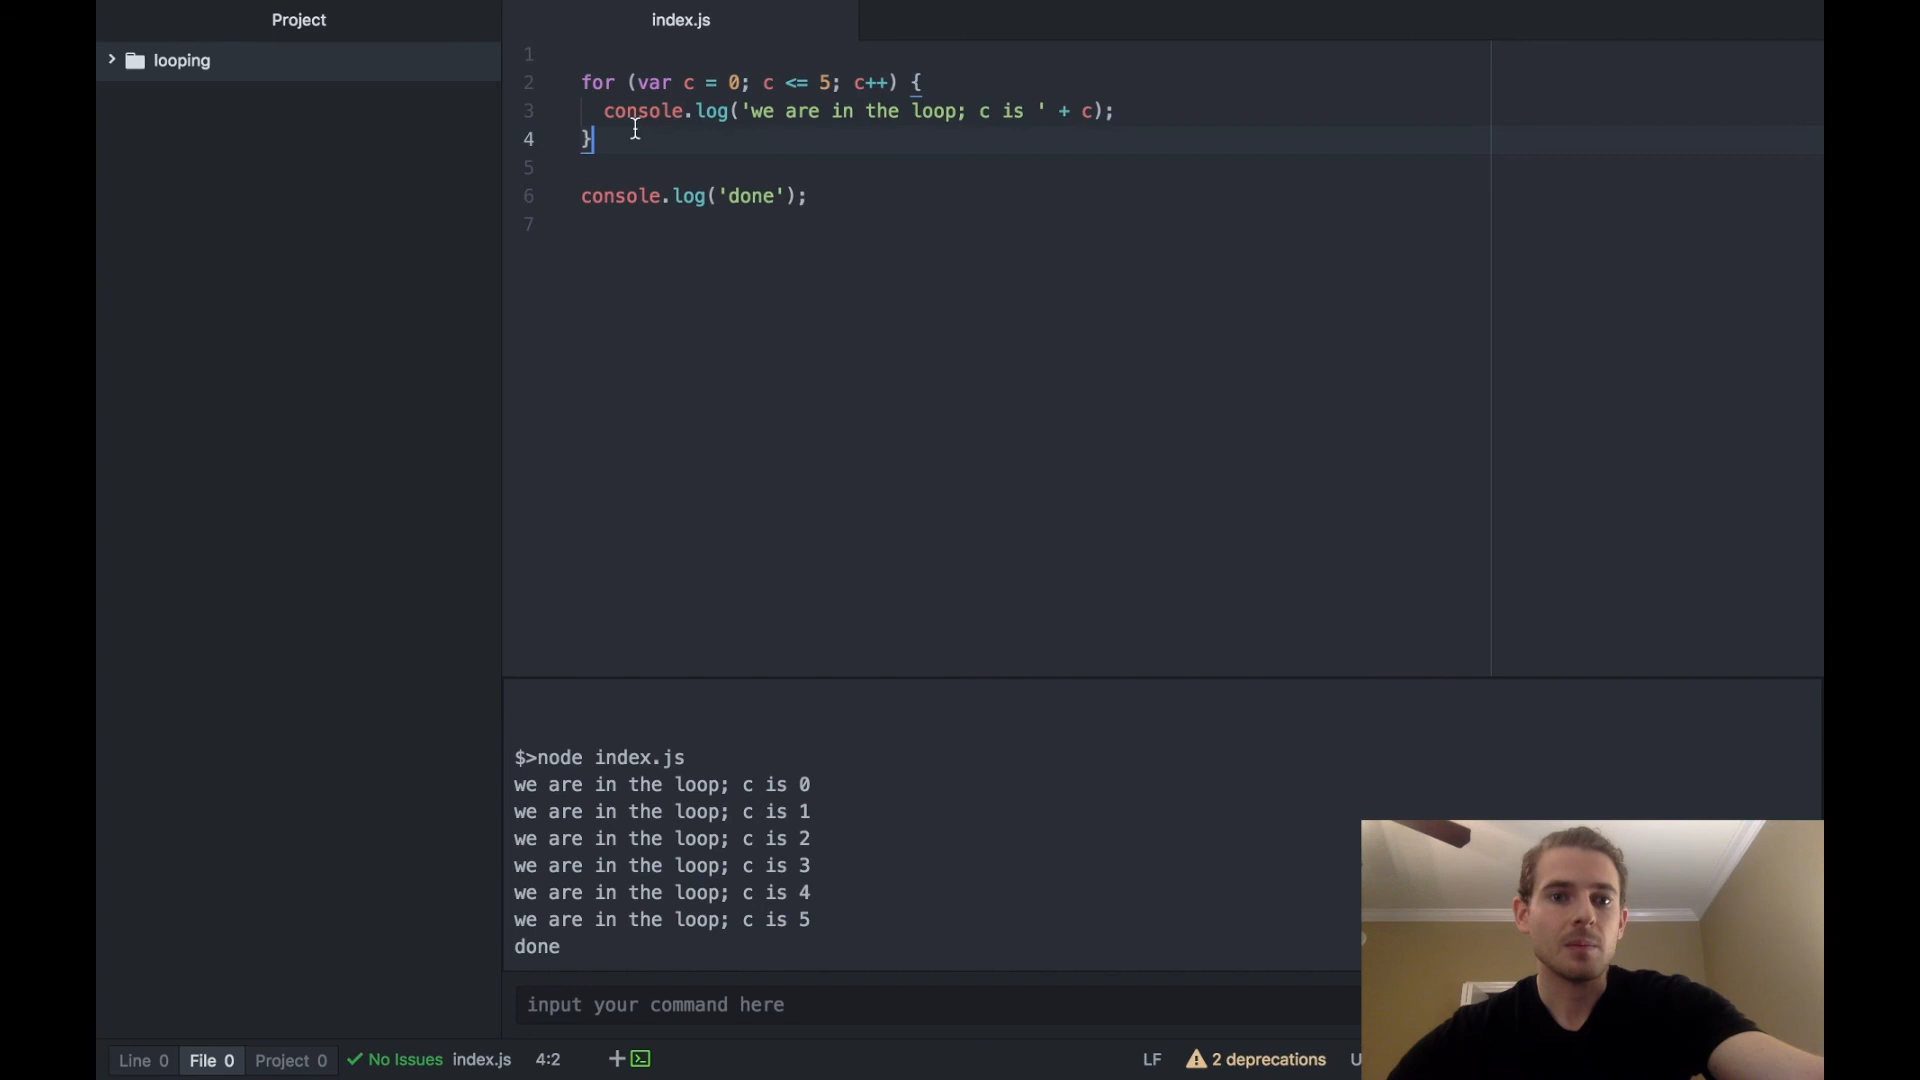 Project
index.js
looping
1
2 for (var c = 0; c <= 5; c++) {
3 console.log('we are in the loop; c is ' + c);
4 }
5
6 console.log('done');
7
$>node index.js
we are in the loop; c is 0
we are in the loop; c is 1
we are in the loop; c is 2
we are in the loop; c is 3
we are in the loop; c is 4
we are in the loop; c is 5
done
input your command here
Line 0 File 0 Project 0 No Issues index.js 4:2 LF 2 deprecations U